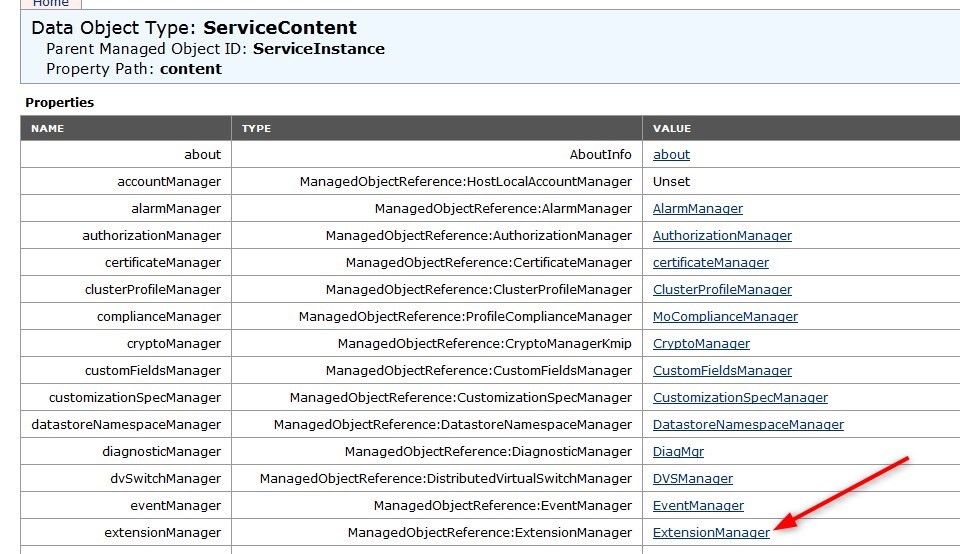 Home
Data Object Type: ServiceContent
Parent Managed Object ID: ServiceInstance
Property Path: content
Properties
NAME TYPE VALUE
about AboutInfo about
accountManager ManagedObjectReference:HostLocalAccountManager Unset
alarmManager ManagedObjectReference:AlarmManager AlarmManager
authorizationManager ManagedObjectReference:AuthorizationManager AuthorizationManager
certificateManager ManagedObjectReference:CertificateManager certificateManager
clusterProfileManager ManagedObjectReference:ClusterProfileManager ClusterProfileManager
complianceManager ManagedObjectReference:ProfileComplianceManager MoComplianceManager
cryptoManager ManagedObjectReference:CryptoManagerKmip CryptoManager
customFieldsManager ManagedObjectReference:CustomFieldsManager CustomFieldsManager
customizationSpecManager ManagedObjectReference:CustomizationSpecManager CustomizationSpecManager
datastoreNamespaceManager ManagedObjectReference:DatastoreNamespaceManager DatastoreNamespaceManager
diagnosticManager ManagedObjectReference:DiagnosticManager DiagMgr
dvSwitchManager ManagedObjectReference:DistributedVirtualSwitchManager DVSManager
eventManager ManagedObjectReference:EventManager EventManager
extensionManager ManagedObjectReference:ExtensionManager ExtensionManager